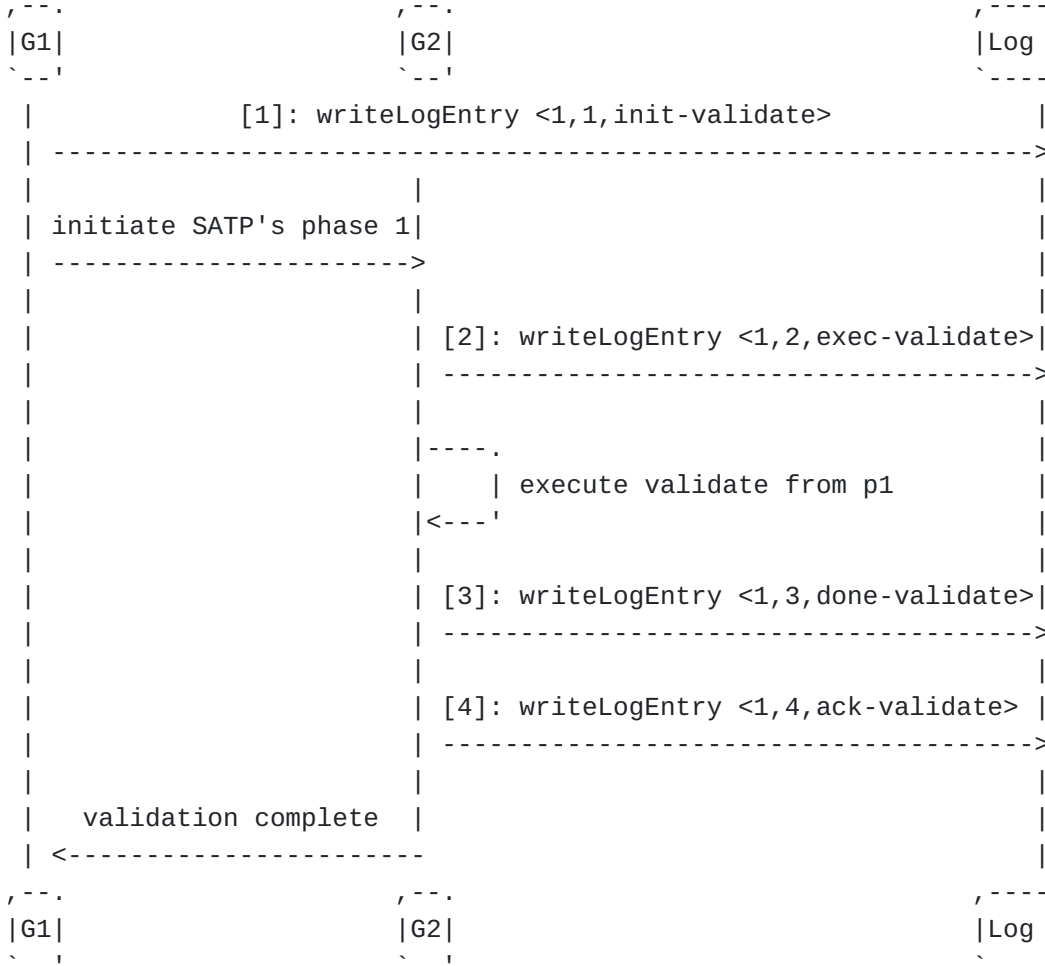 G1 G2 Log
[1]: writeLogEntry <1,1,init-validate>
initiate SATP's phase 1
[2]: writeLogEntry <1,2,exec-validate>
execute validate from p1
[3]: writeLogEntry <1,3,done-validate>
[4]: writeLogEntry <1,4,ack-validate>
validation complete
G1 G2 Log